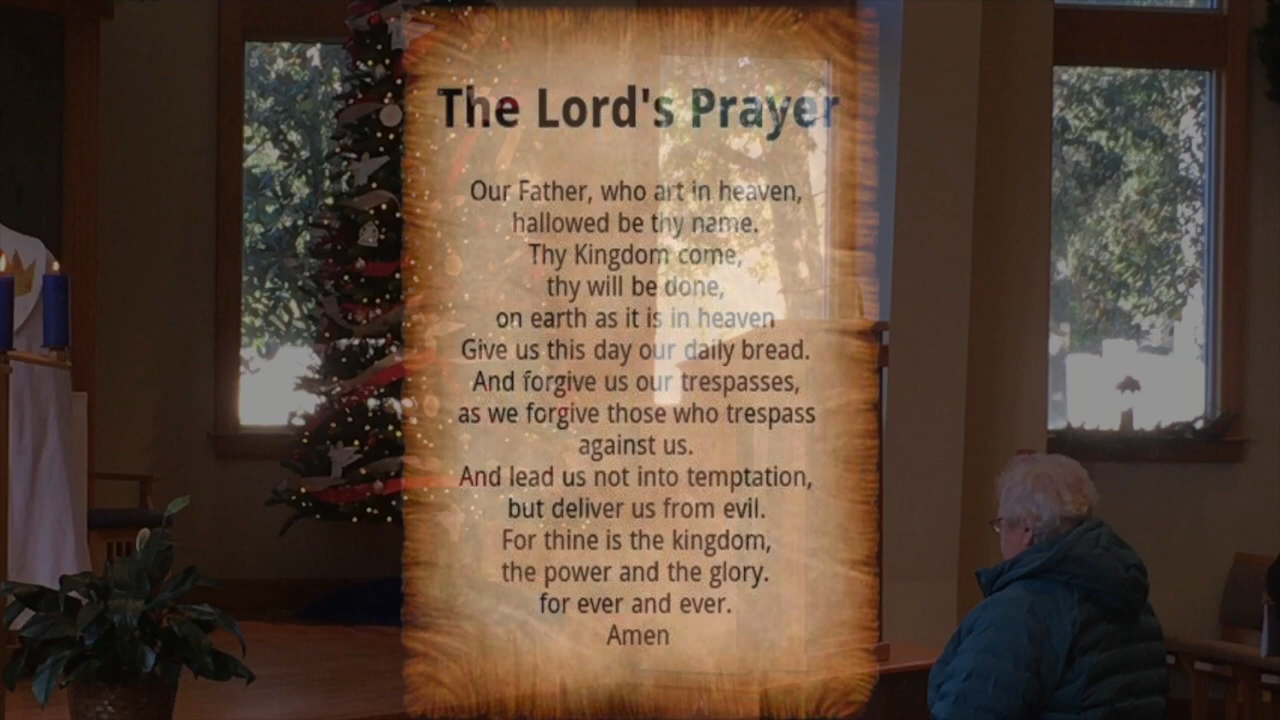 The Lord's Prayer
Our Father, who art in heaven,
hallowed be thy name.
Thy Kingdom come,
thy will be done,
on earth as it is in heaven
Give us this day our daily bread.
And forgive us our trespasses,
as we forgive those who trespass
against us.
And lead us not into temptation,
but deliver us from evil.
For thine is the kingdom,
the power and the glory.
for ever and ever.
Amen